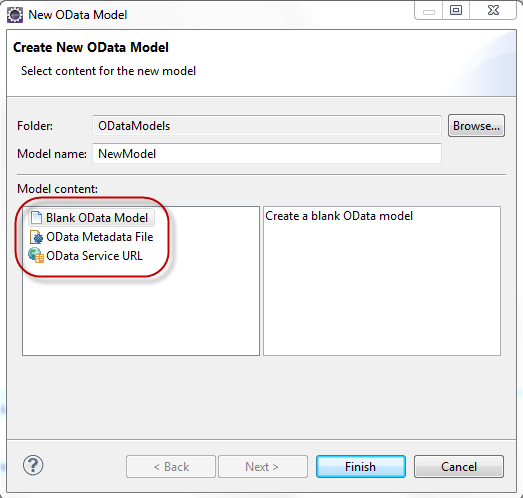 New OData Model
Create New OData Model
Select content for the new model
Folder:
ODataModels
Browse...
Model name:
NewModel
Model content:
Blank OData Model
OData Metadata File
OData Service URL
Create a blank OData model
?
< Back
Next >
Finish
Cancel